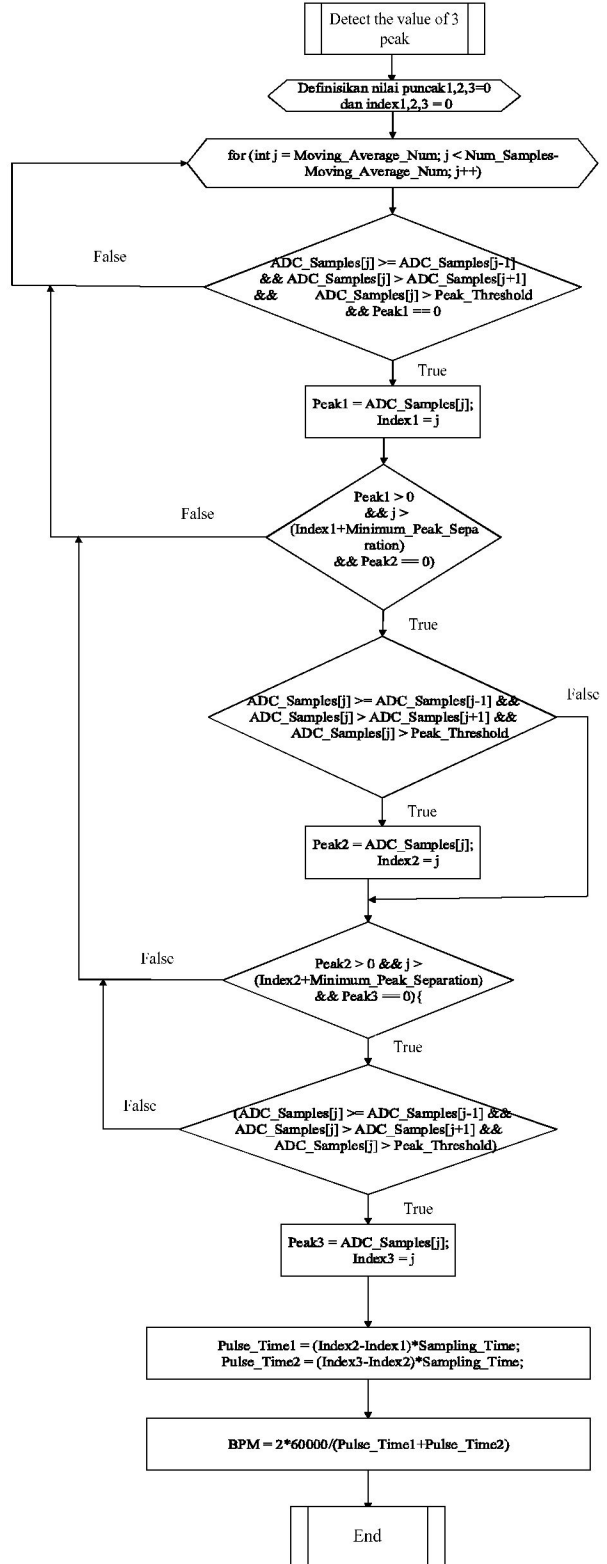 Detect the value of 3
peak
Definisikan nilai puncak1,2,3=0
dan index1,2,3 = 0
for (int j = Moving_Average_Num; j < Num_Samples-
Moving_Average_Num; j++)
False
ADC_Samples[j] >= ADC_Samples[j-1]
&& ADC_Samples[j] > ADC_Samples[j+1]
&& ADC_Samples[j] > Peak_Threshold
&& Peak1 == 0
True
Peak1 = ADC_Samples[j];
Index1 = j
False
Peak1 > 0
&& j >
(Index1+Minimum_Peak_Sepa
ration)
&& Peak2 == 0)
True
False
ADC_Samples[j] >= ADC_Samples[j-1] &&
ADC_Samples[j] > ADC_Samples[j+1] &&
ADC_Samples[j] > Peak_Threshold
True
Peak2 = ADC_Samples[j];
Index2 = j
False
Peak2 > 0 && j >
(Index2+Minimum_Peak_Separation)
&& Peak3 == 0){
True
False
(ADC_Samples[j] >= ADC_Samples[j-1] &&
ADC_Samples[j] > ADC_Samples[j+1] &&
ADC_Samples[j] > Peak_Threshold)
True
Peak3 = ADC_Samples[j];
Index3 = j
Pulse_Time1 = (Index2-Index1)*Sampling_Time;
Pulse_Time2 = (Index3-Index2)*Sampling_Time;
BPM = 2*60000/(Pulse_Time1+Pulse_Time2)
End